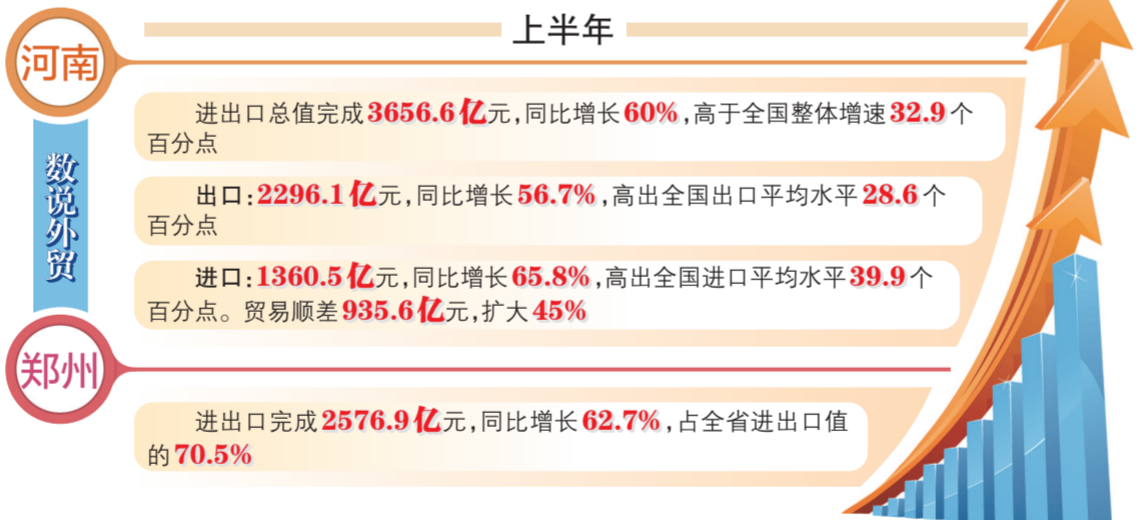 上半年
河南
进出口总值完成3656.6亿元,同比增长60%,高于全国整体增速32.9个
百分点
出口:2296.1亿元,同比增长56.7%,高出全国出口平均水平28.6个
百分点
进口:1360.5亿元,同比增长65.8%,高出全国进口平均水平39.9个
百分点。贸易顺差935.6亿元,扩大45%
数说外贸
郑州
进出口完成2576.9亿元,同比增长62.7%,占全省进出口值
的70.5%